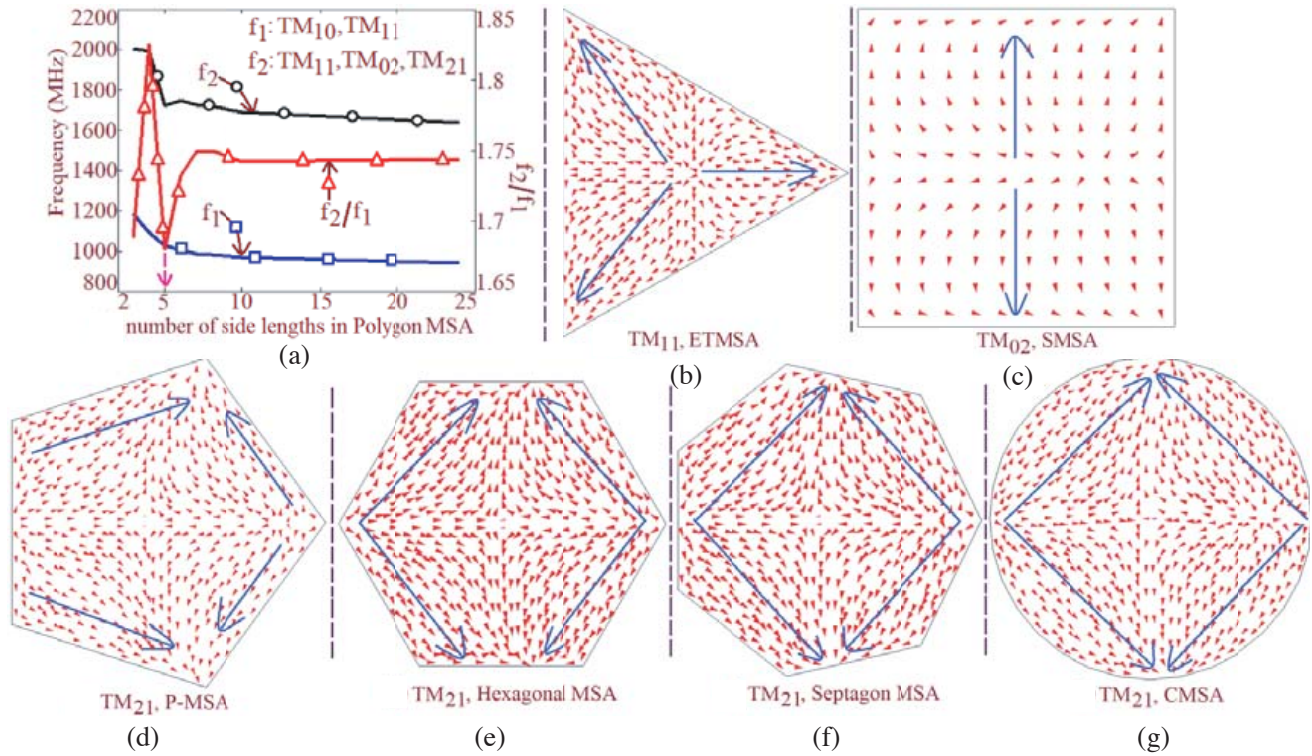 2200
2000
1800
1600
1400
1200
1000
800
Frequency (MHz)
f1: TM10, TM11
f2: TM11, TM02, TM21
f2
f1
f2/f1
1.85
1.8
1.75
1.7
1.65
f2/f1
2 5 10 15 20 25
number of side lengths in Polygon MSA
(a)
TM11, ETMSA
(b)
TM02, SMSA
(c)
TM21, P-MSA
(d)
TM21, Hexagonal MSA
(e)
TM21, Septagon MSA
(f)
TM21, CMSA
(g)